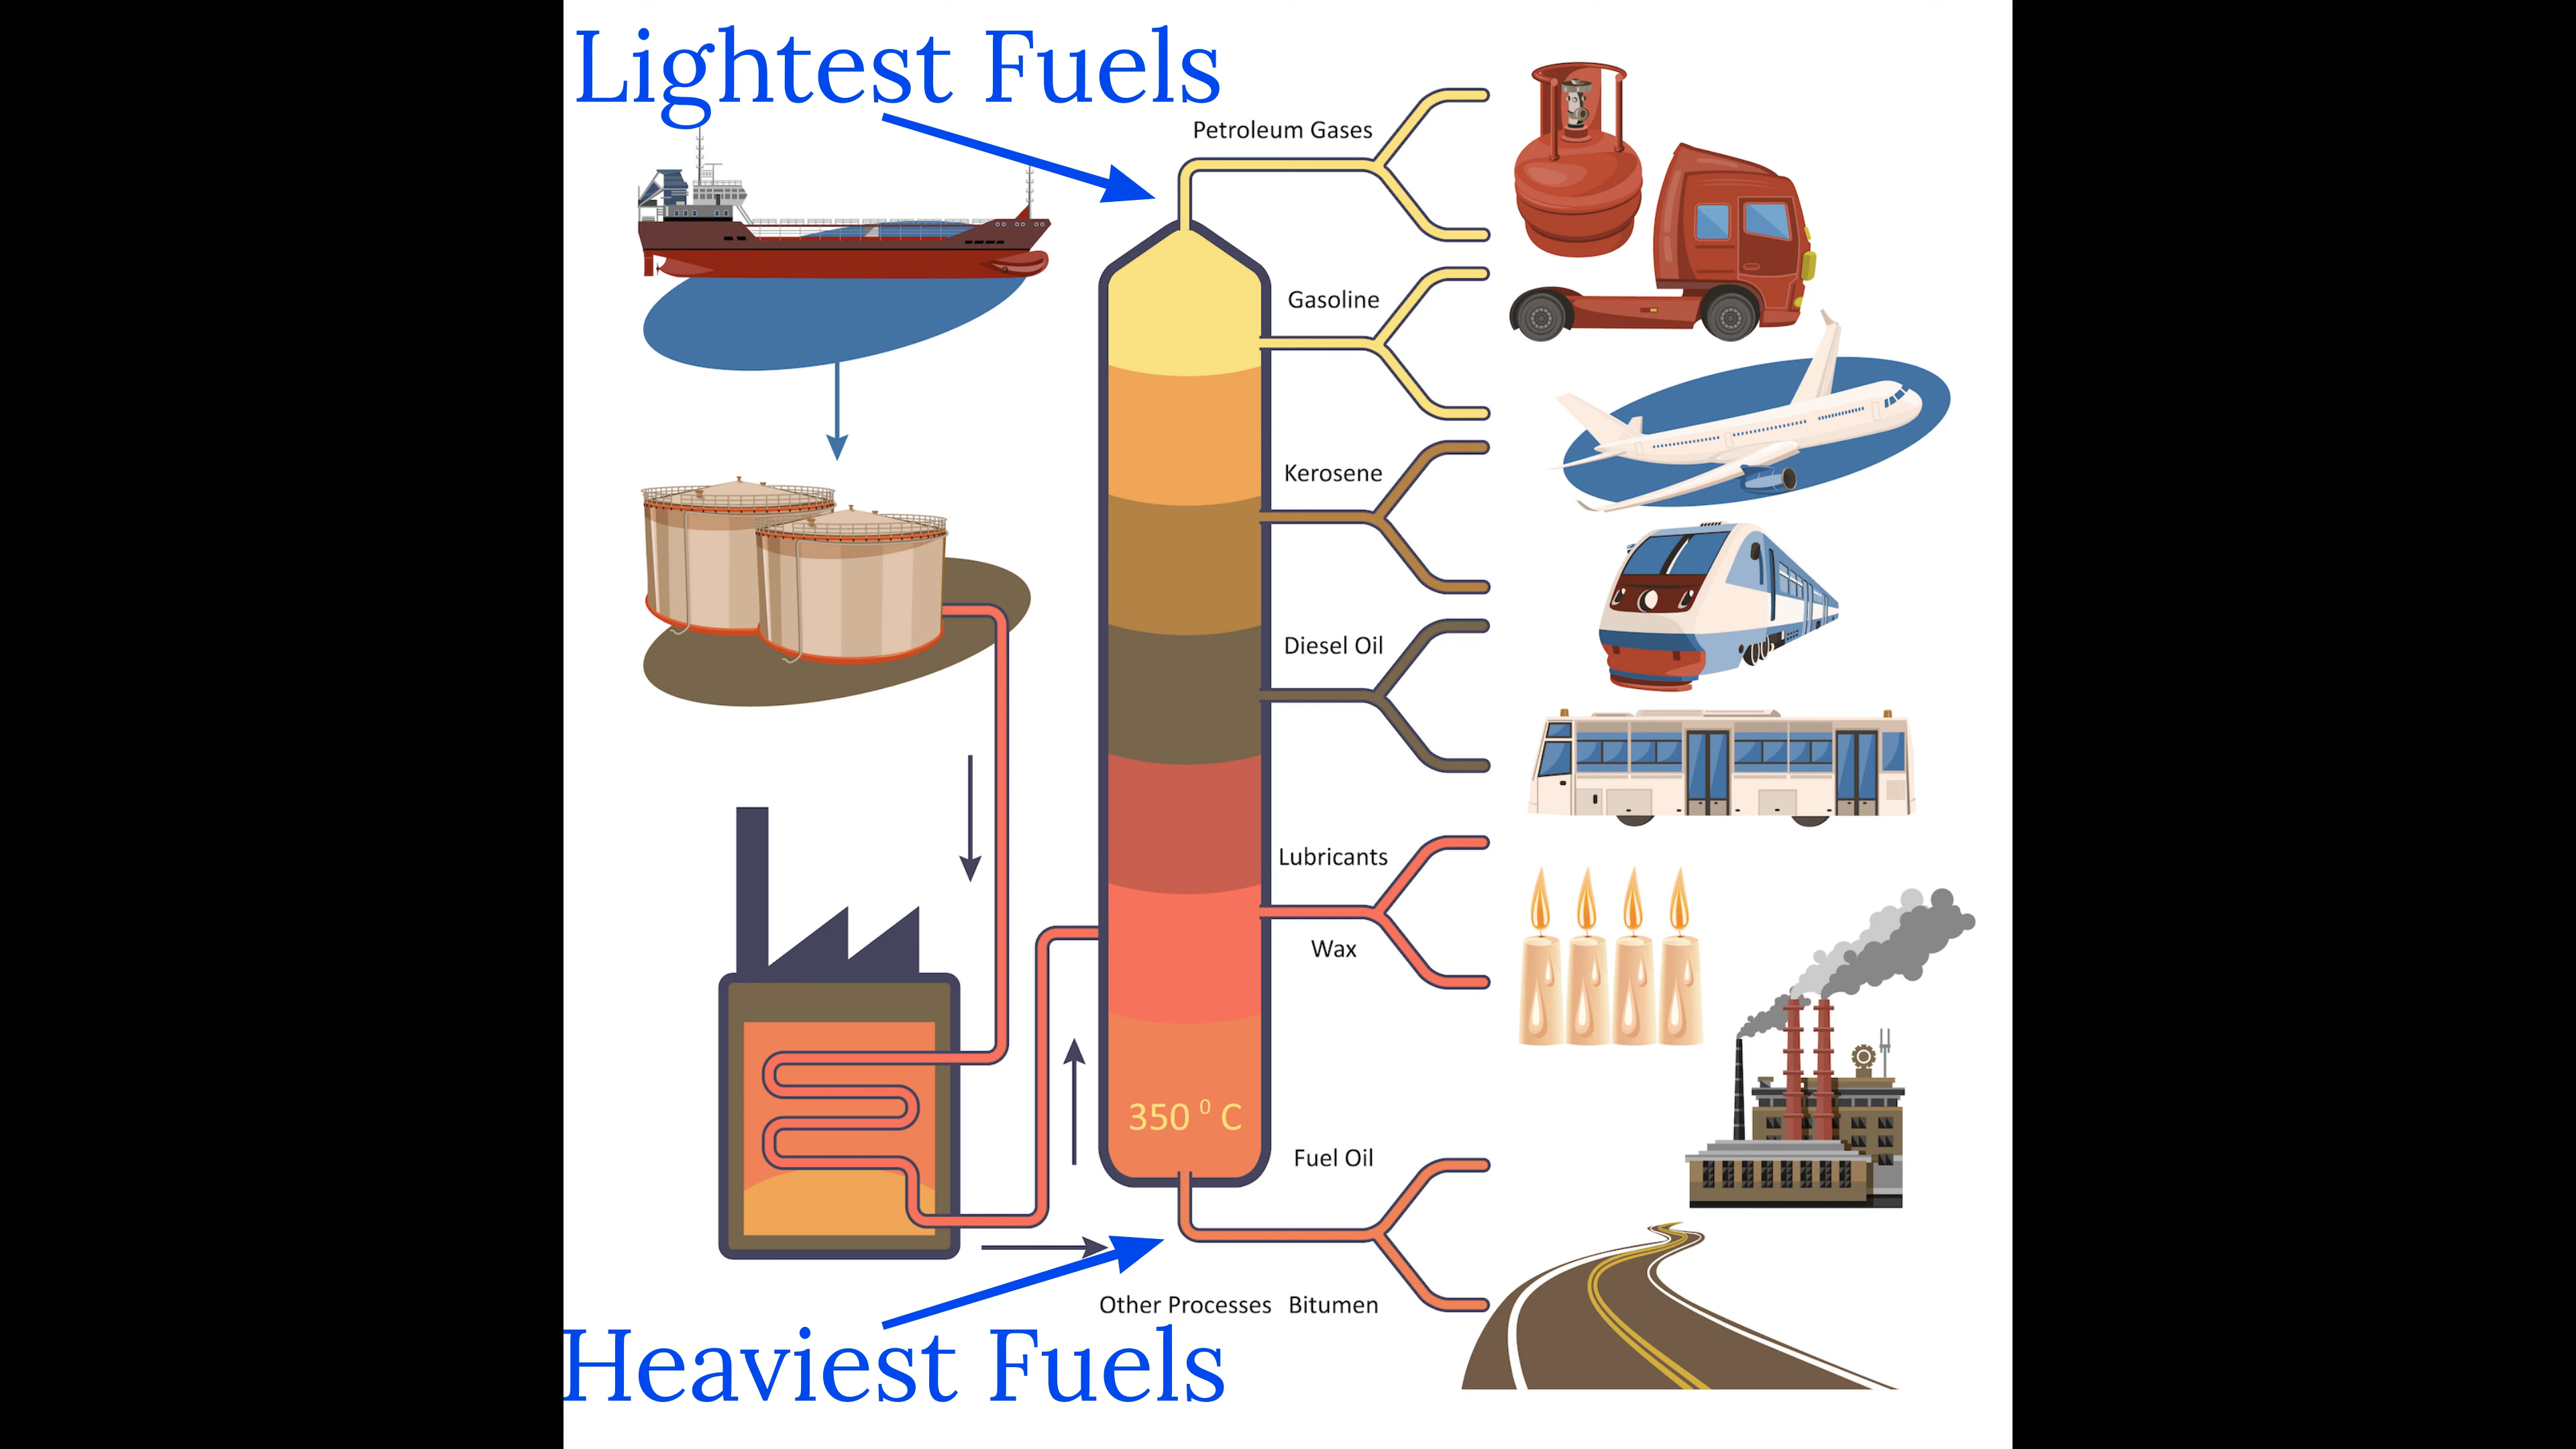 Lightest Fuels
Petroleum Gases
Gasoline
Kerosene
Diesel Oil
Lubricants
Wax
350 ⁰ C
Fuel Oil
Other Processes Bitumen
Heaviest Fuels